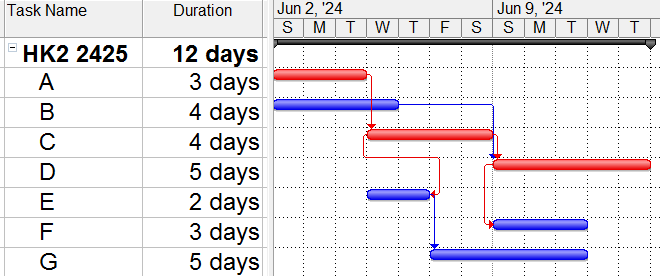 Task Name Duration Jun 2, '24 Jun 9, '24
S M T W T F S S M T W T
HK2 2425 12 days
A 3 days
B 4 days
C 4 days
D 5 days
E 2 days
F 3 days
G 5 days